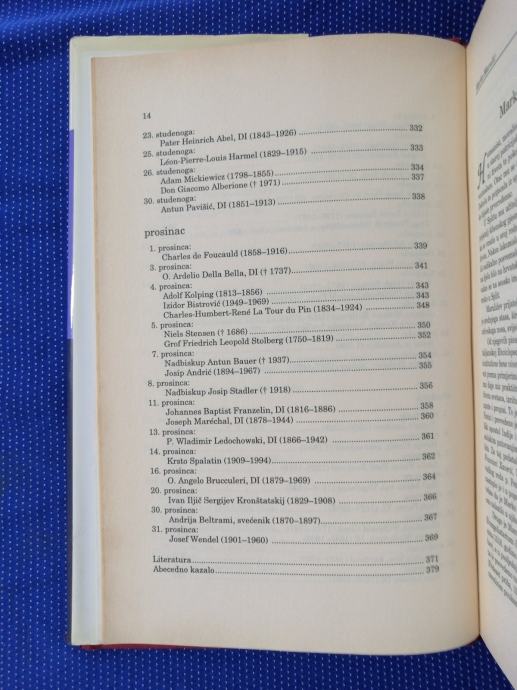 14
23. studenoga:
Pater Heinrich Abel, DI (1843–1926) ........ 332
25. studenoga:
Léon-Pierre-Louis Harmel (1829–1915) ........ 333
26. studenoga:
Adam Mickiewicz (1798–1855) ........ 334
Don Giacomo Alberione († 1971) ........ 337
30. studenoga:
Antun Pavišić, DI (1851–1913) ........ 338
prosinac
1. prosinca:
Charles de Foucauld (1858–1916) ........ 339
3. prosinca:
O. Ardelio Della Bella, DI († 1737) ........ 341
4. prosinca:
Adolf Kolping (1813–1856) ........ 343
Izidor Bistrović (1949–1969) ........ 343
Charles-Humbert-René La Tour du Pin (1834–1924) ........ 348
5. prosinca:
Niels Stensen († 1686) ........ 350
Grof Friedrich Leopold Stolberg (1750–1819) ........ 352
7. prosinca:
Nadbiskup Antun Bauer († 1937) ........ 354
Josip Andrić (1894–1967) ........ 355
8. prosinca:
Nadbiskup Josip Stadler († 1918) ........ 356
11. prosinca:
Johannes Baptist Franzelin, DI (1816–1886) ........ 358
Joseph Maréchal, DI (1878–1944) ........ 360
13. prosinca:
P. Wladimir Ledochowski, DI (1866–1942) ........ 361
14. prosinca:
Krsto Spalatin (1909–1994) ........ 362
16. prosinca:
O. Angelo Brucculeri, DI (1879–1969) ........ 364
20. prosinca:
Ivan Iljič Sergijev Kronštatskij (1829–1908) ........ 366
30. prosinca:
Andrija Beltrami, svećenik (1870–1897) ........ 367
31. prosinca:
Josef Wendel (1901–1960) ........ 369
Literatura ........ 371
Abecedno kazalo ........ 379
Mark